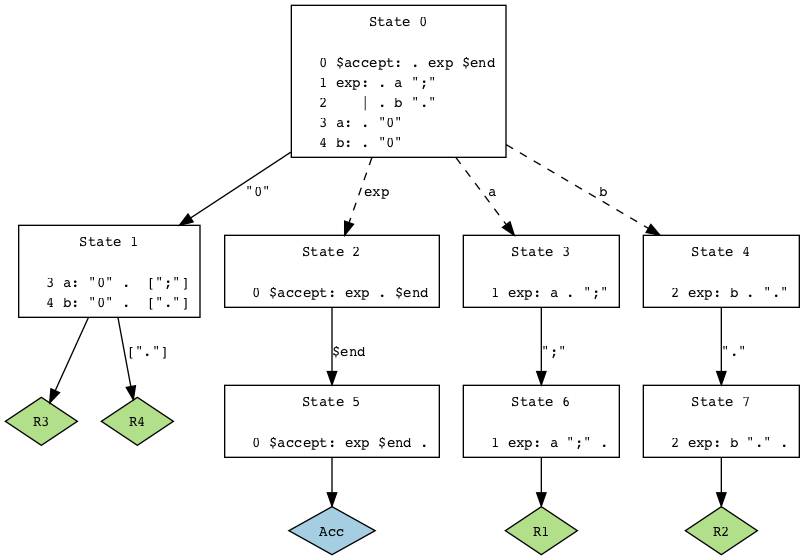 State 0
0 $accept: . exp $end
1 exp: . a ";"
2 | . b "."
3 a: . "0"
4 b: . "0"
"0"
exp
a
b
State 1
3 a: "0" . [";"]
4 b: "0" . ["."]
State 2
0 $accept: exp . $end
State 3
1 exp: a . ";"
State 4
2 exp: b . "."
["."]
$end
";"
"."
R3
R4
State 5
0 $accept: exp $end .
State 6
1 exp: a ";" .
State 7
2 exp: b "." .
Acc
R1
R2